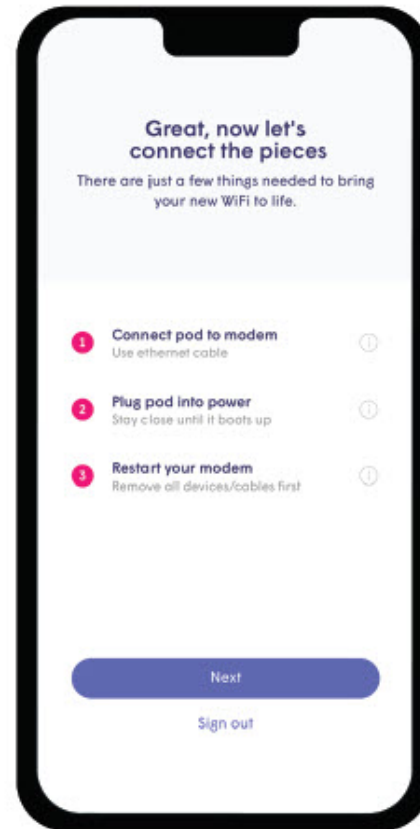 Great, now let's
connect the pieces
There are just a few things needed to bring
your new WiFi to life.
1 Connect pod to modem
Use ethernet cable
2 Plug pod into power
Stay close until it boots up
3 Restart your modem
Remove all devices/cables first
Next
Sign out